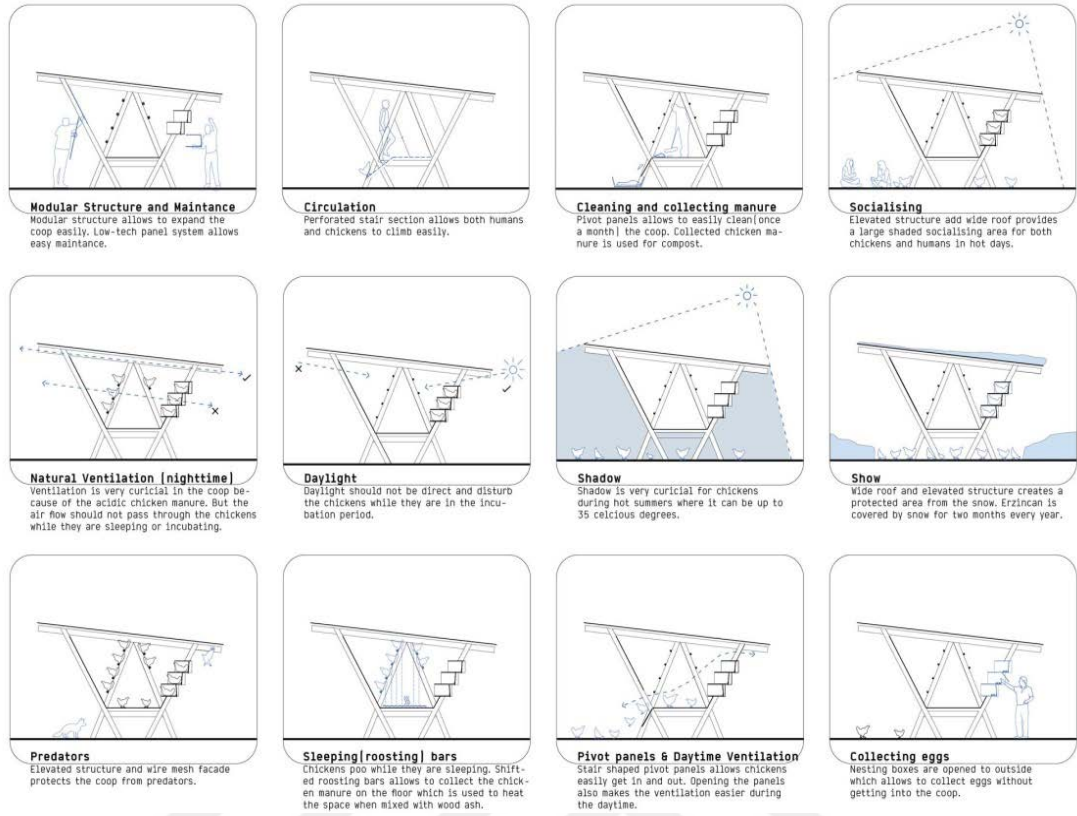 Modular Structure and Maintance
Modular structure allows to expand the
coop easily. Low-tech panel system allows
easy maintance.
Circulation
Perforated stair section allows both humans
and chickens to climb easily.
Cleaning and collecting manure
Pivot panels allows to easily clean[once
a month] the coop. Collected chicken ma-
nure is used for compost.
Socialising
Elevated structure add wide roof provides
a large shaded socialising area for both
chickens and humans in hot days.
Natural Ventilation [nighttime]
Ventilation is very curicial in the coop be-
cause of the acidic chicken manure. But the
air flow should not pass through the chickens
while they are sleeping or incubating.
Daylight
Daylight should not be direct and disturb
the chickens while they are in the incu-
bation period.
Shadow
Shadow is very curicial for chickens
during hot summers where it can be up to
35 celcious degrees.
Show
Wide roof and elevated structure creates a
protected area from the snow. Erzincan is
covered by snow for two months every year.
Predators
Elevated structure and wire mesh facade
protects the coop from predators.
Sleeping[roosting] bars
Chickens poo while they are sleeping. Shift-
ed roosting bars allows to collect the chick-
en manure on the floor which is used to heat
the space when mixed with wood ash.
Pivot panels & Daytime Ventilation
Stair shaped pivot panels allows chickens
easily get in and out. Opening the panels
also makes the ventilation easier during
the daytime.
Collecting eggs
Nesting boxes are opened to outside
which allows to collect eggs without
getting into the coop.